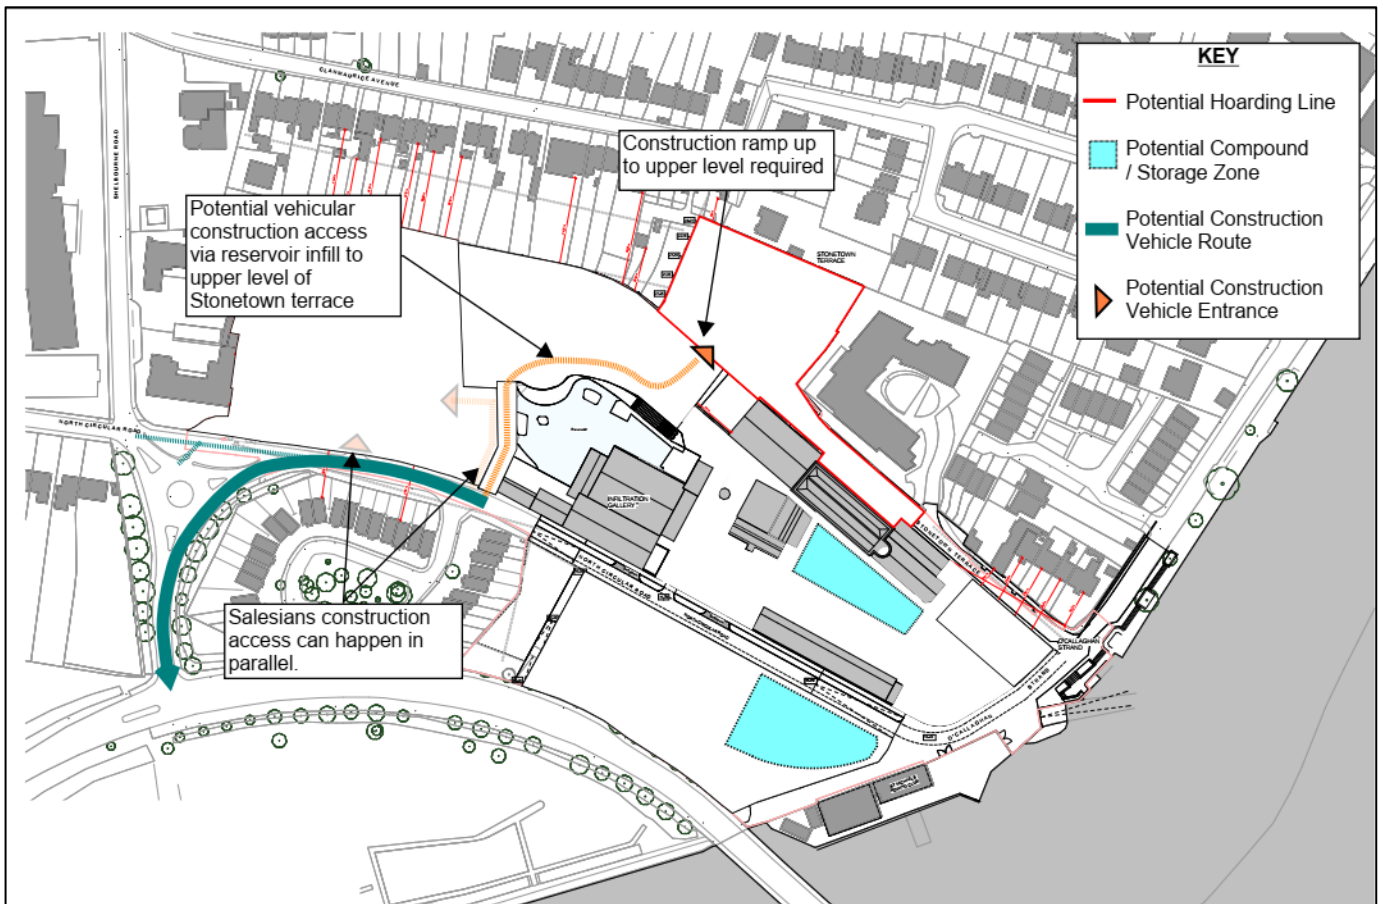 KEY
Potential Hoarding Line
Potential Compound
/ Storage Zone
Potential Construction
Vehicle Route
Potential Construction
Vehicle Entrance
CLANMAURICE AVENUE
SHELBOURNE ROAD
Construction ramp up
to upper level required
Potential vehicular
construction access
via reservoir infill to
upper level of
Stonetown terrace
STONETOWN
TERRACE
NORTH CIRCULAR ROAD
INFILTRATION
GALLERY
STONETOWN TERRACE
NORTH CIRCULAR ROAD
Salesians construction
access can happen in
parallel.
O'CALLAGHAN
STRAND
O'CALLAGHAN
STRAND